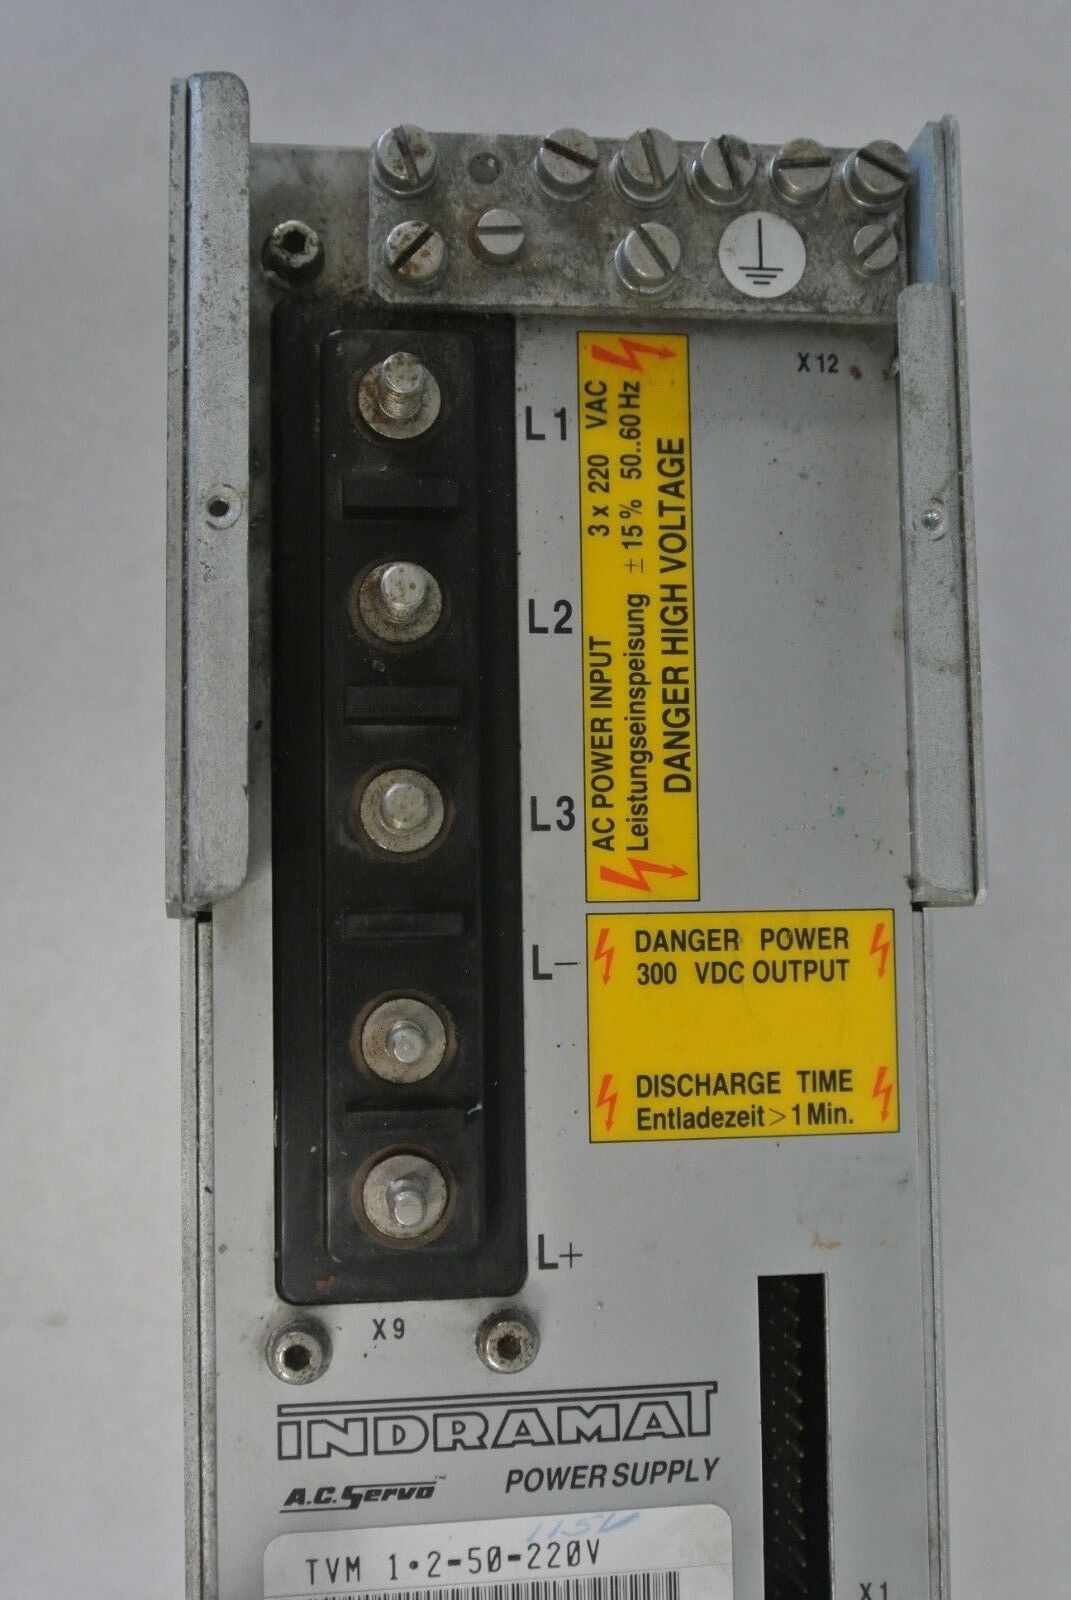 X12
L1
L2
L3
L−
L+
AC POWER INPUT 3 x 220 VAC
Leistungseinspeisung ± 15% 50..60 Hz
DANGER HIGH VOLTAGE
DANGER POWER
300 VDC OUTPUT
DISCHARGE TIME
Entladezeit > 1 Min.
X9
INDRAMAT
A.C. Servo™ POWER SUPPLY
TVM 1•2-50-220V
X1